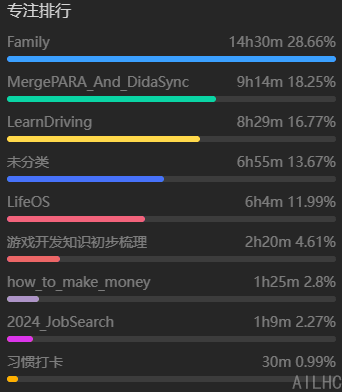 专注排行
Family 14h30m 28.66%
MergePARA_And_DidaSync 9h14m 18.25%
LearnDriving 8h29m 16.77%
未分类 6h55m 13.67%
LifeOS 6h4m 11.99%
游戏开发知识初步梳理 2h20m 4.61%
how_to_make_money 1h25m 2.8%
2024_JobSearch 1h9m 2.27%
习惯打卡 30m 0.99%
AILHC